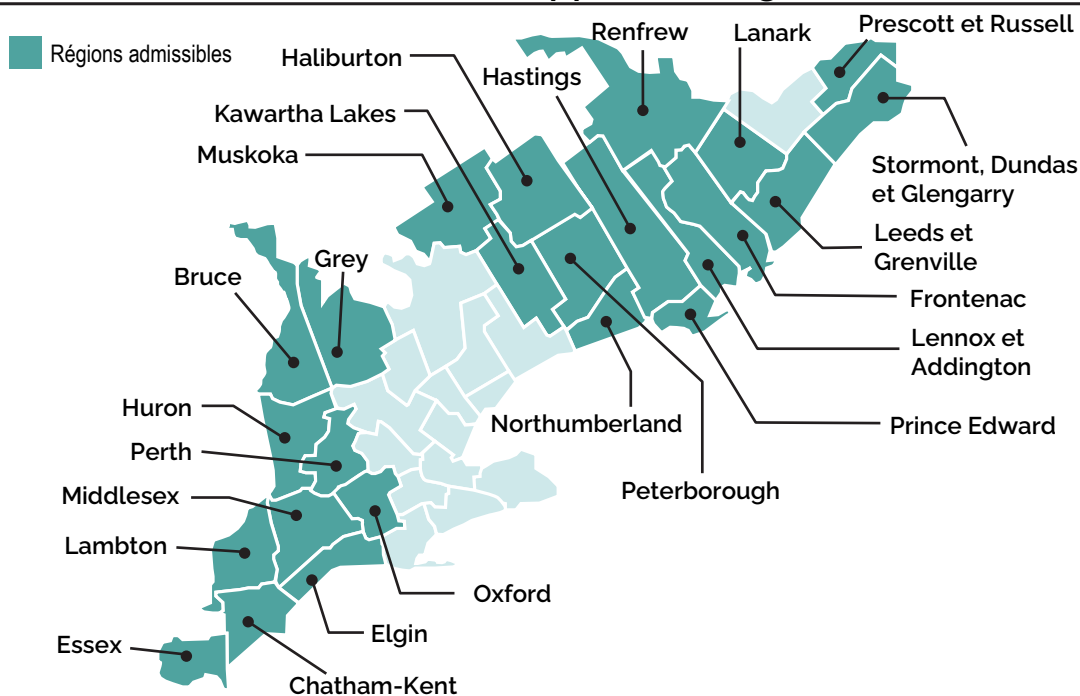 Régions admissibles
Renfrew
Lanark
Prescott et Russell
Haliburton
Hastings
Kawartha Lakes
Muskoka
Stormont, Dundas
et Glengarry
Leeds et
Grenville
Bruce
Grey
Frontenac
Lennox et
Addington
Huron
Northumberland
Prince Edward
Perth
Peterborough
Middlesex
Lambton
Oxford
Elgin
Essex
Chatham-Kent